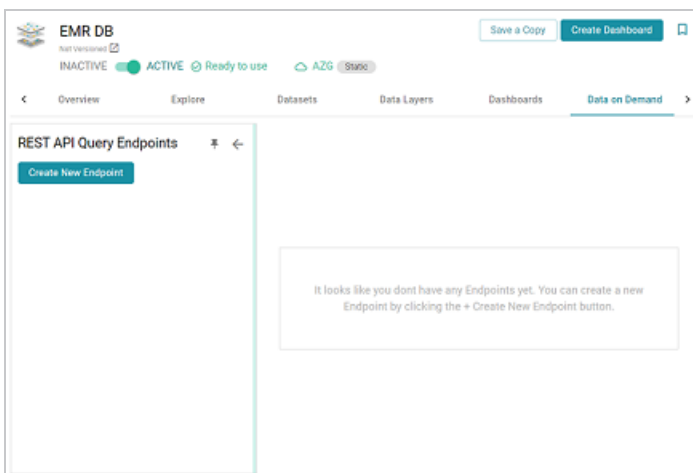 EMR DB
Save a Copy
Create Dashboard
Not Versioned
INACTIVE ACTIVE Ready to use AZG Static
Overview Explore Datasets Data Layers Dashboards Data on Demand
REST API Query Endpoints
Create New Endpoint
It looks like you dont have any Endpoints yet. You can create a new
Endpoint by clicking the + Create New Endpoint button.